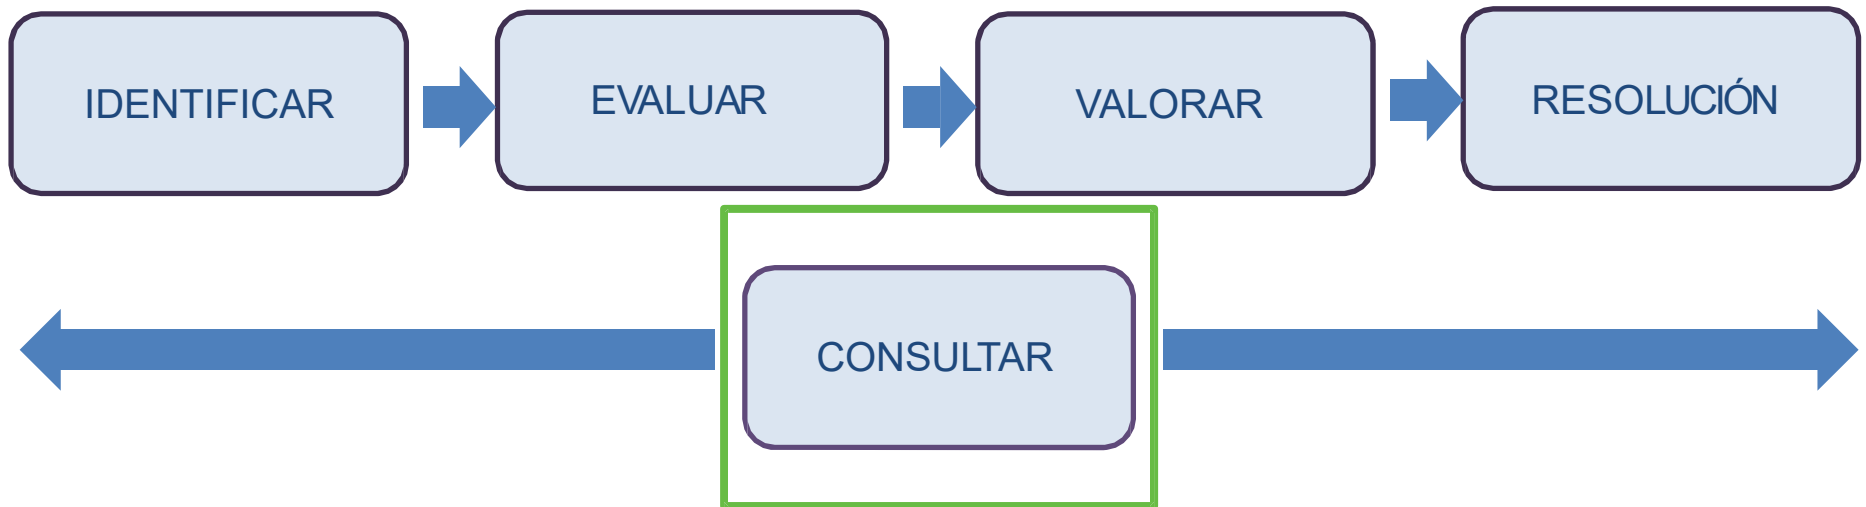 IDENTIFICAR
EVALUAR
VALORAR
RESOLUCIÓN
CONSULTAR